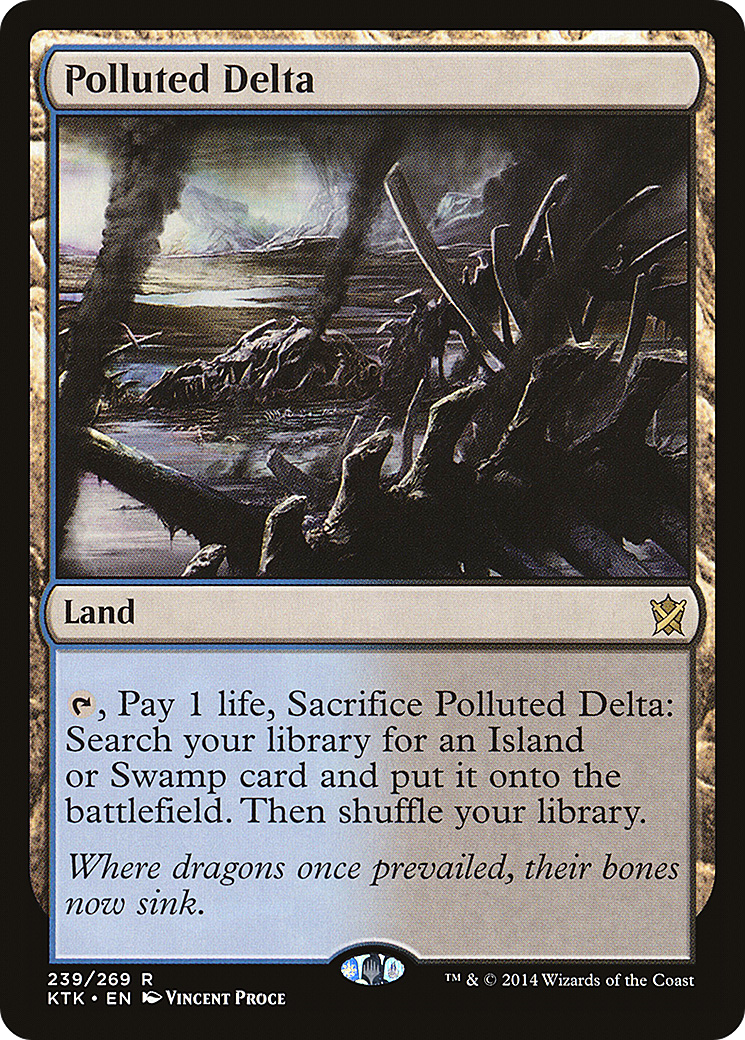 Polluted Delta
Land
, Pay 1 life, Sacrifice Polluted Delta:
Search your library for an Island
or Swamp card and put it onto the
battlefield. Then shuffle your library.
Where dragons once prevailed, their bones
now sink.
239/269 R
™ & © 2014 Wizards of the Coast
KTK • EN Vincent Proce